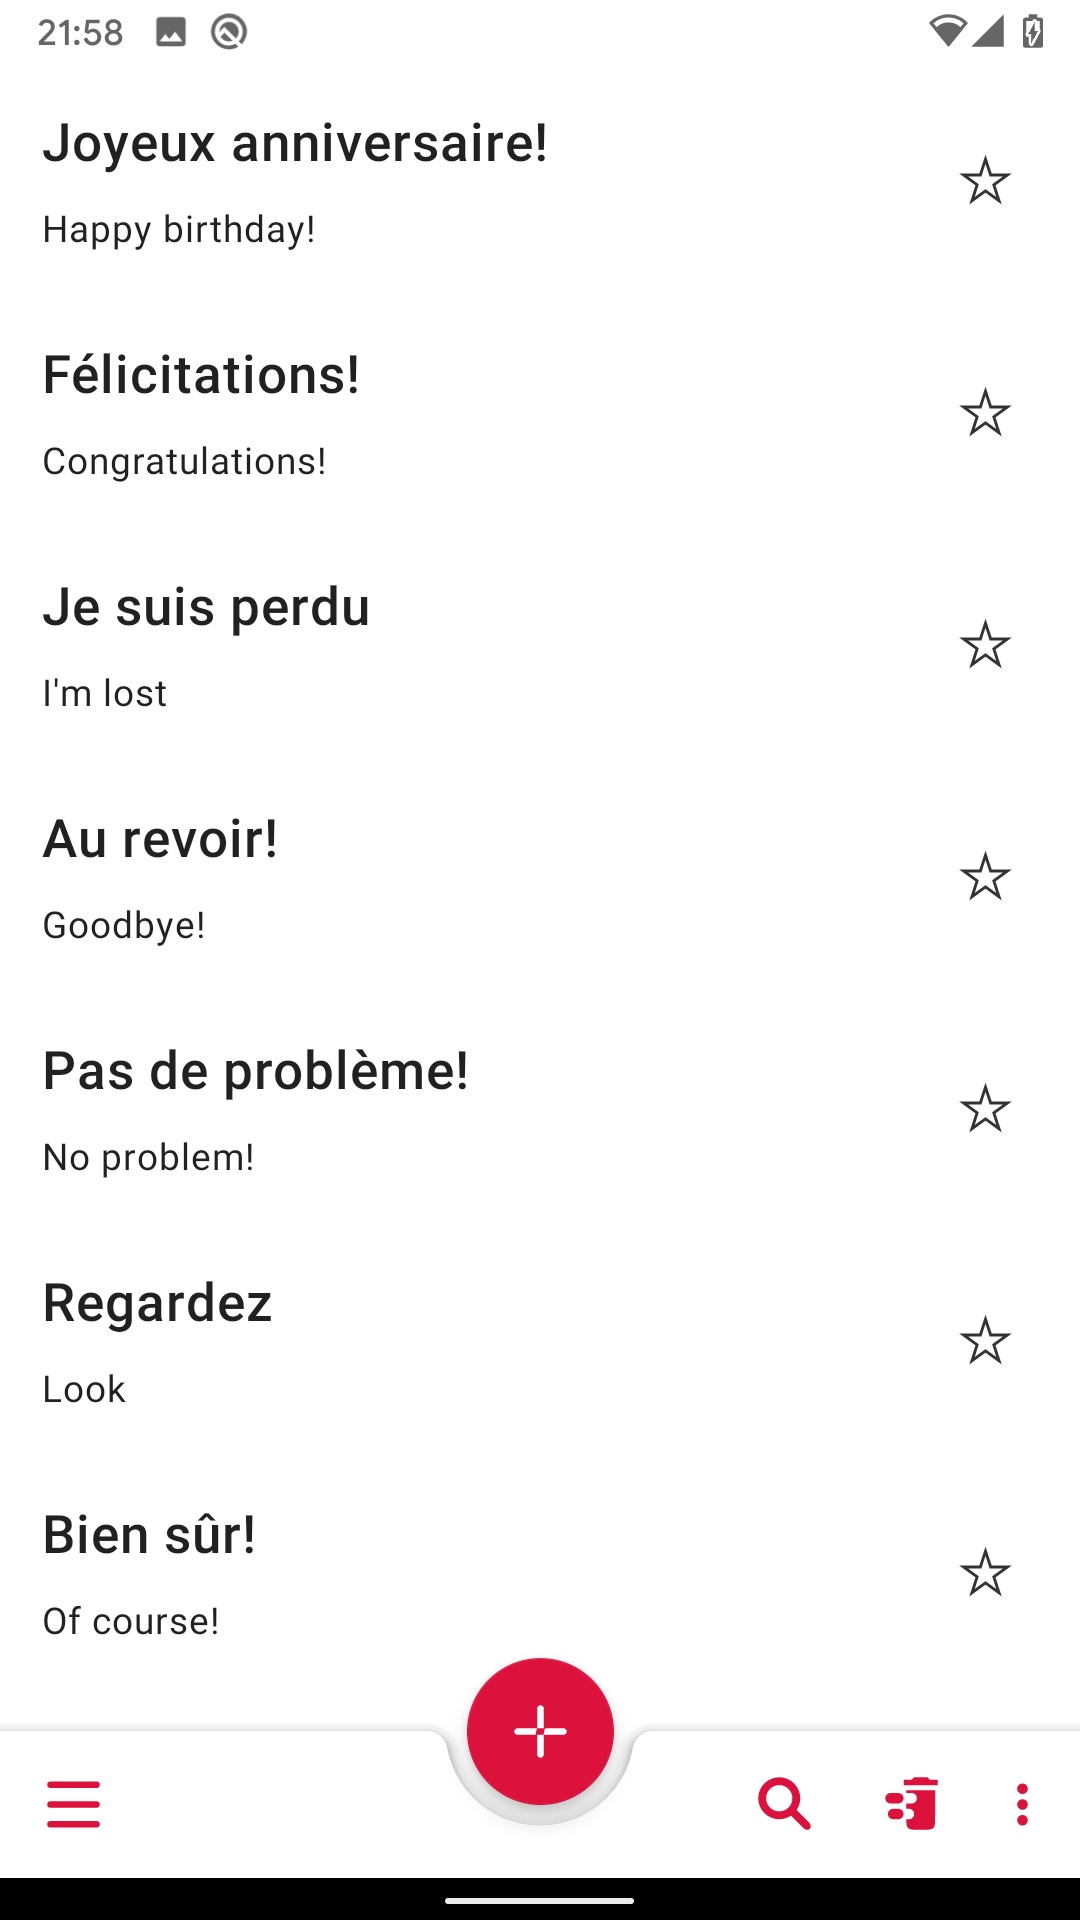 21:58
Joyeux anniversaire!
Happy birthday!
Félicitations!
Congratulations!
Je suis perdu
I'm lost
Au revoir!
Goodbye!
Pas de problème!
No problem!
Regardez
Look
Bien sûr!
Of course!